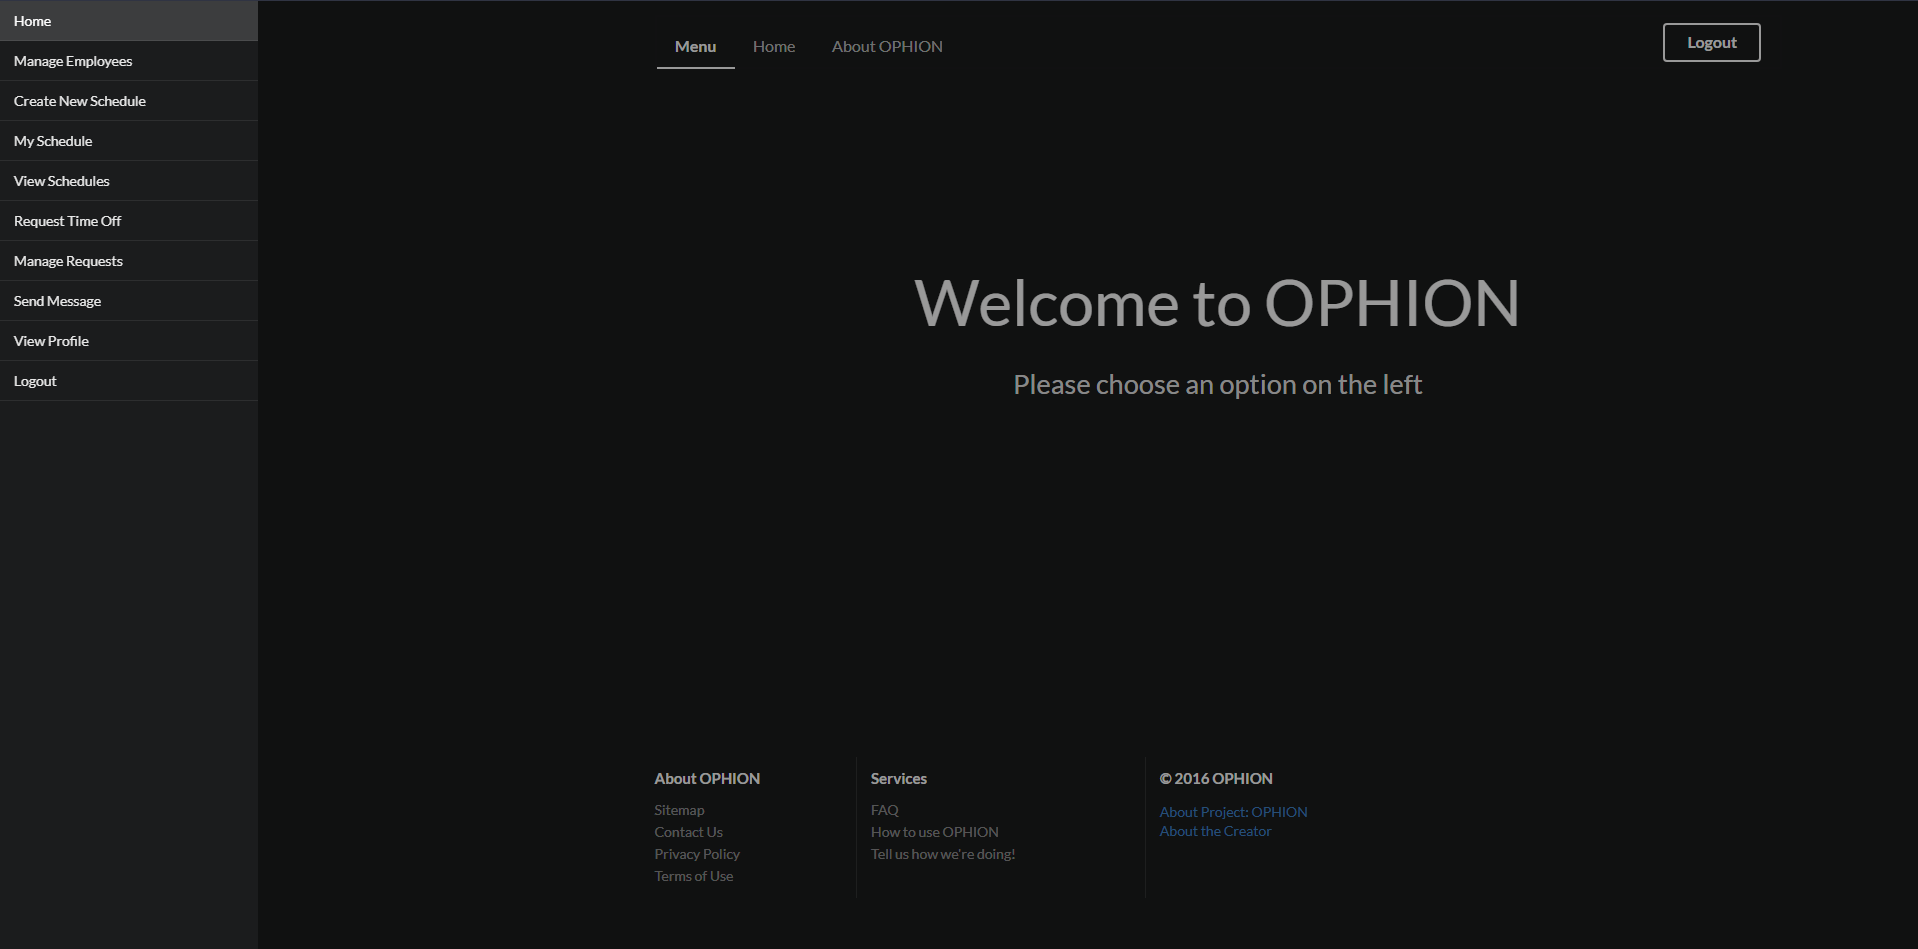 Home
Manage Employees
Create New Schedule
My Schedule
View Schedules
Request Time Off
Manage Requests
Send Message
View Profile
Logout
Menu Home About OPHION
Logout
Welcome to OPHION
Please choose an option on the left
About OPHION
Sitemap
Contact Us
Privacy Policy
Terms of Use
Services
FAQ
How to use OPHION
Tell us how we're doing!
© 2016 OPHION
About Project: OPHION
About the Creator